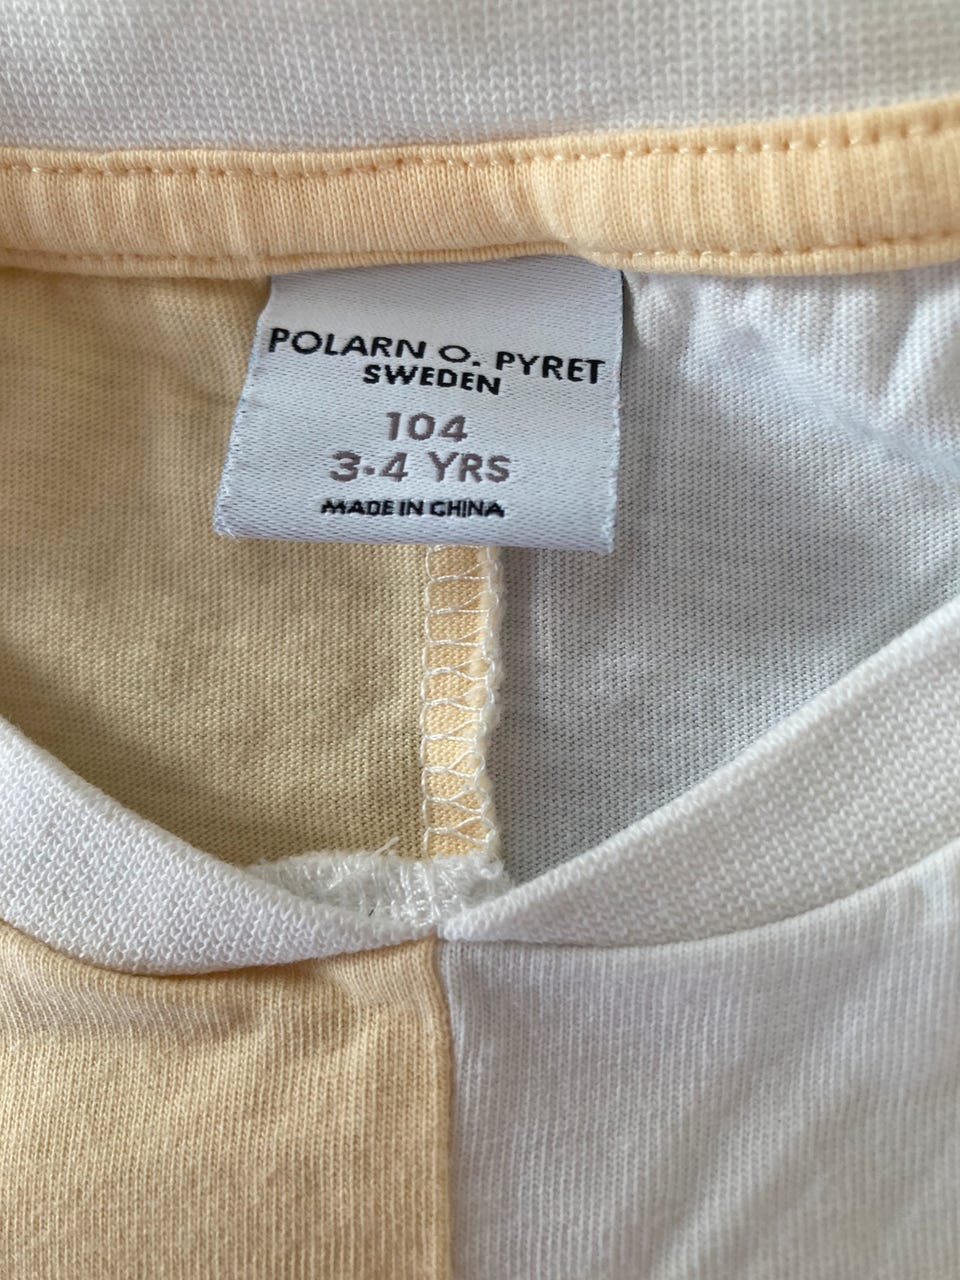 POLARN O. PYRET
SWEDEN
104
3-4 YRS
MADE IN CHINA